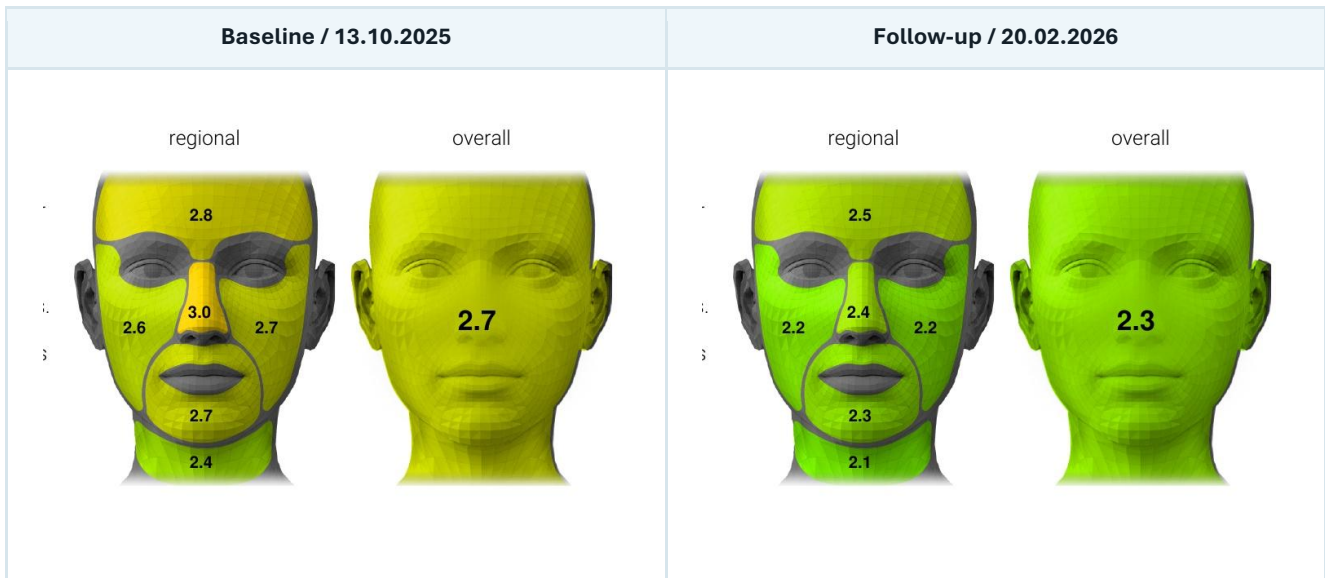 Baseline / 13.10.2025
Follow-up / 20.02.2026
regional
overall
2.8
3.0
2.6
2.7
2.7
2.4
2.7
s.
s
regional
overall
2.5
2.4
2.2
2.2
2.3
2.1
2.3
s.
s